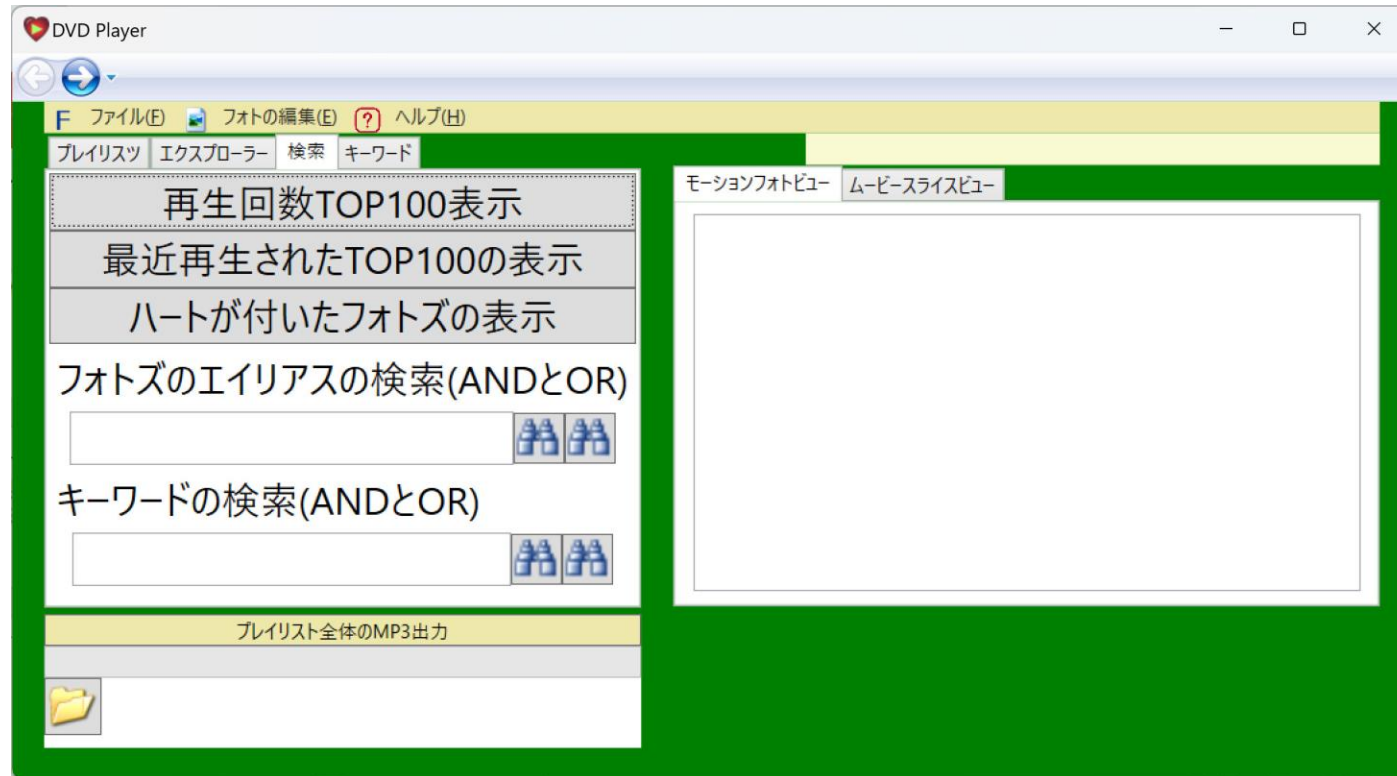 DVD Player
F ファイル(F) フォトの編集(E) ? ヘルプ(H)
プレイリスツ エクスプローラー 検索 キーワード
再生回数TOP100表示
最近再生されたTOP100の表示
ハートが付いたフォトズの表示
フォトズのエイリアスの検索(ANDとOR)
キーワードの検索(ANDとOR)
プレイリスト全体のMP3出力
モーションフォトビュー ムービースライスビュー